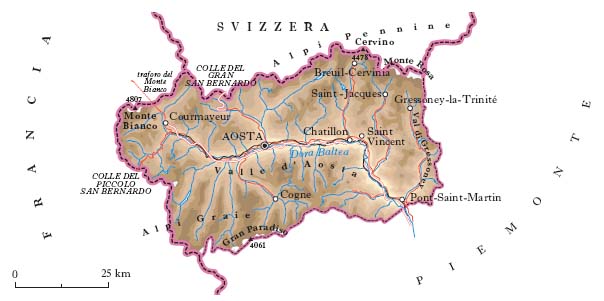 SVIZZERA
Alpi Pennine
Cervino
4478
COLLE DEL
GRAN
SAN BERNARDO
Monte Rosa
Breuil-Cervinia
traforo del
Monte
Bianco
Saint-Jacques
Gressoney-la-Trinité
4807
Monte
Bianco
Courmayeur
AOSTA
Chatillon
Saint
Vincent
FRANCIA
Dora Baltea
Valle d'Aosta
Val di Gressoney
COLLE DEL
PICCOLO
SAN BERNARDO
Cogne
Pont-Saint-Martin
Alpi Graie
Gran Paradiso
4061
PIEMONTE
0
25 km